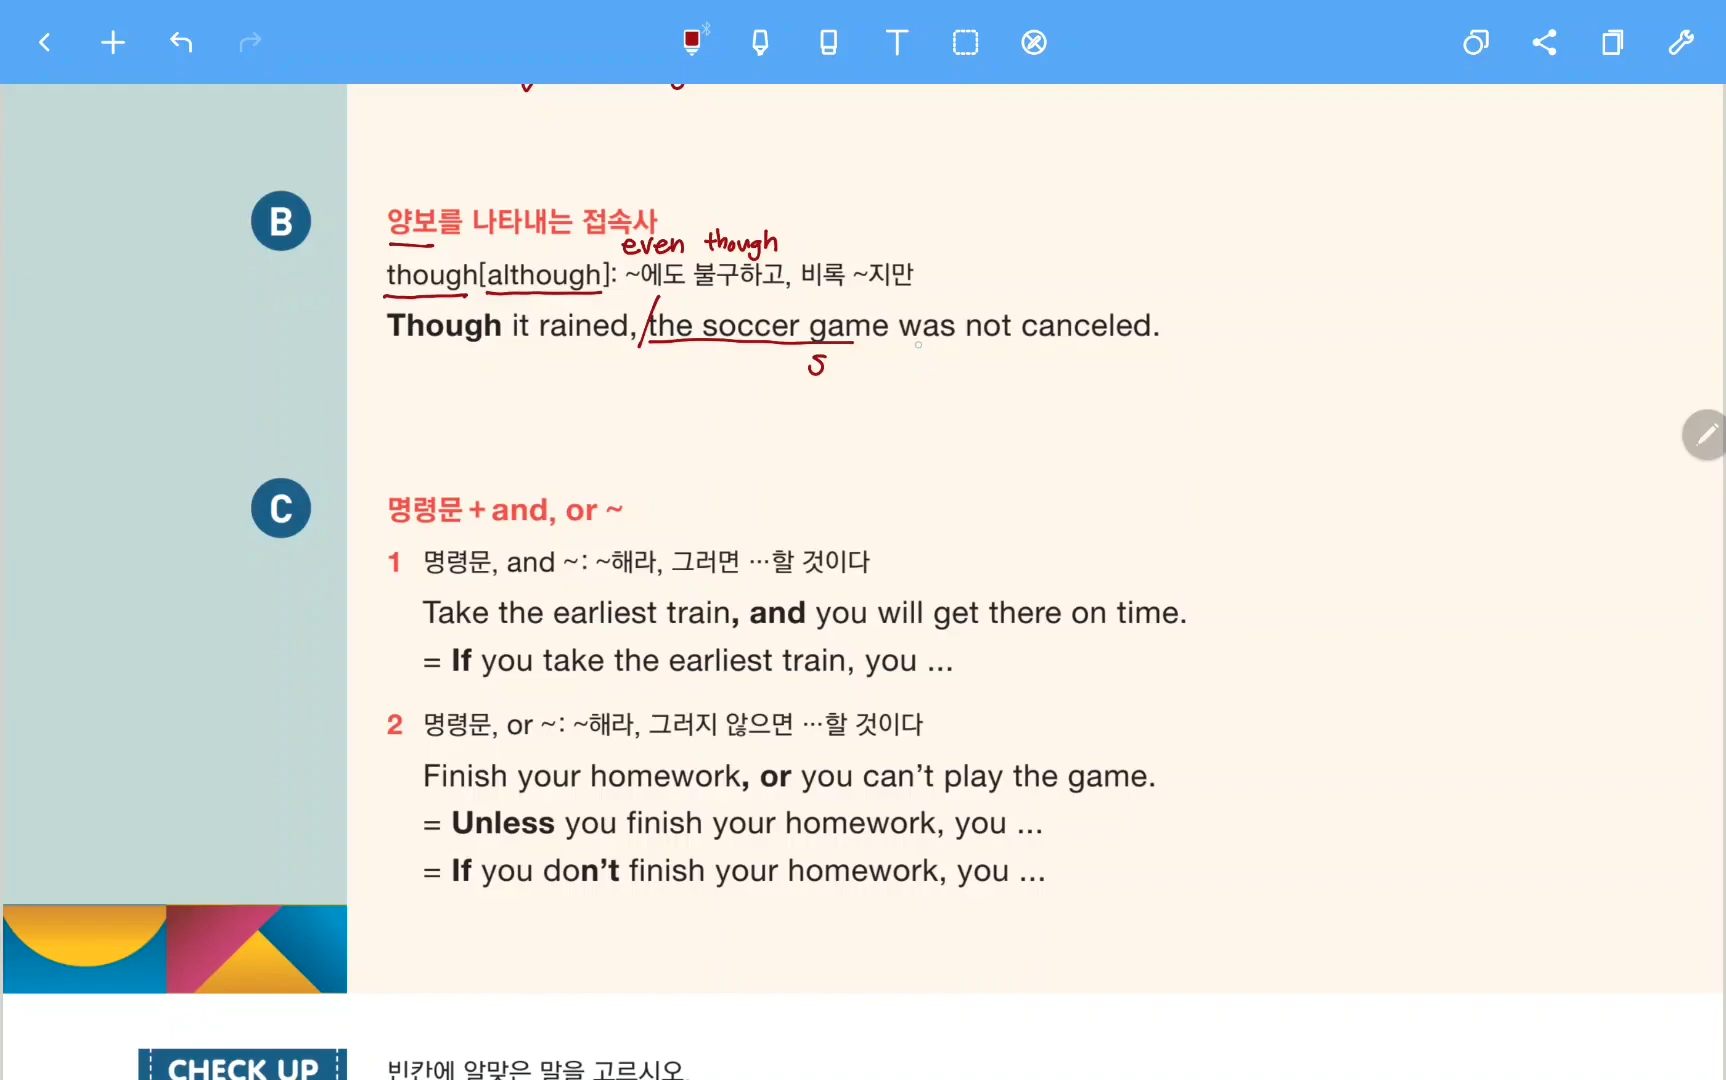 B
양보를 나타내는 접속사
even though
though[although]: ~에도 불구하고, 비록 ~지만
Though it rained, the soccer game was not canceled.
S
C
명령문 + and, or ~
1 명령문, and ~: ~해라, 그러면 …할 것이다
Take the earliest train, and you will get there on time.
= If you take the earliest train, you ...
2 명령문, or ~: ~해라, 그러지 않으면 …할 것이다
Finish your homework, or you can't play the game.
= Unless you finish your homework, you ...
= If you don't finish your homework, you ...
CHECK UP
빈칸에 알맞은 말을 고르시오.